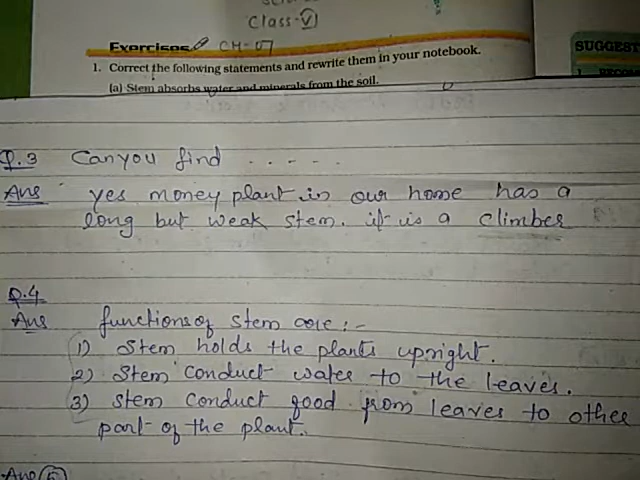 Class-V
Exercises CH-07
SUGGEST
1. Correct the following statements and rewrite them in your notebook.
(a) Stem absorbs water and minerals from the soil.
Q.3 Can you find .....
Ans yes money plant in our home has a
long but weak stem. it is a climber
Q.4
Ans functions of stem are :-
1) Stem holds the plants upright.
2) Stem conduct water to the leaves.
3) Stem conduct food from leaves to other
part of the plant.
Ans 5